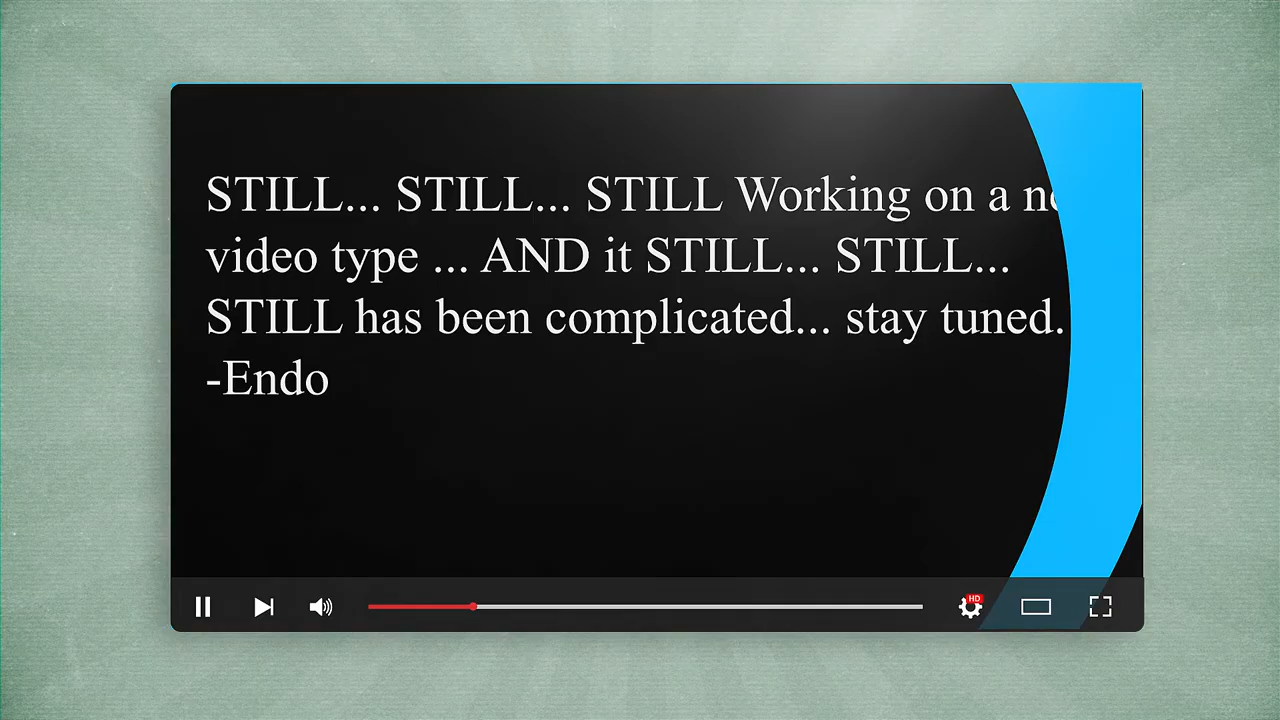 STILL... STILL... STILL Working on a
video type ... AND it STILL... STILL...
STILL has been complicated... stay tuned.
-Endo
HD